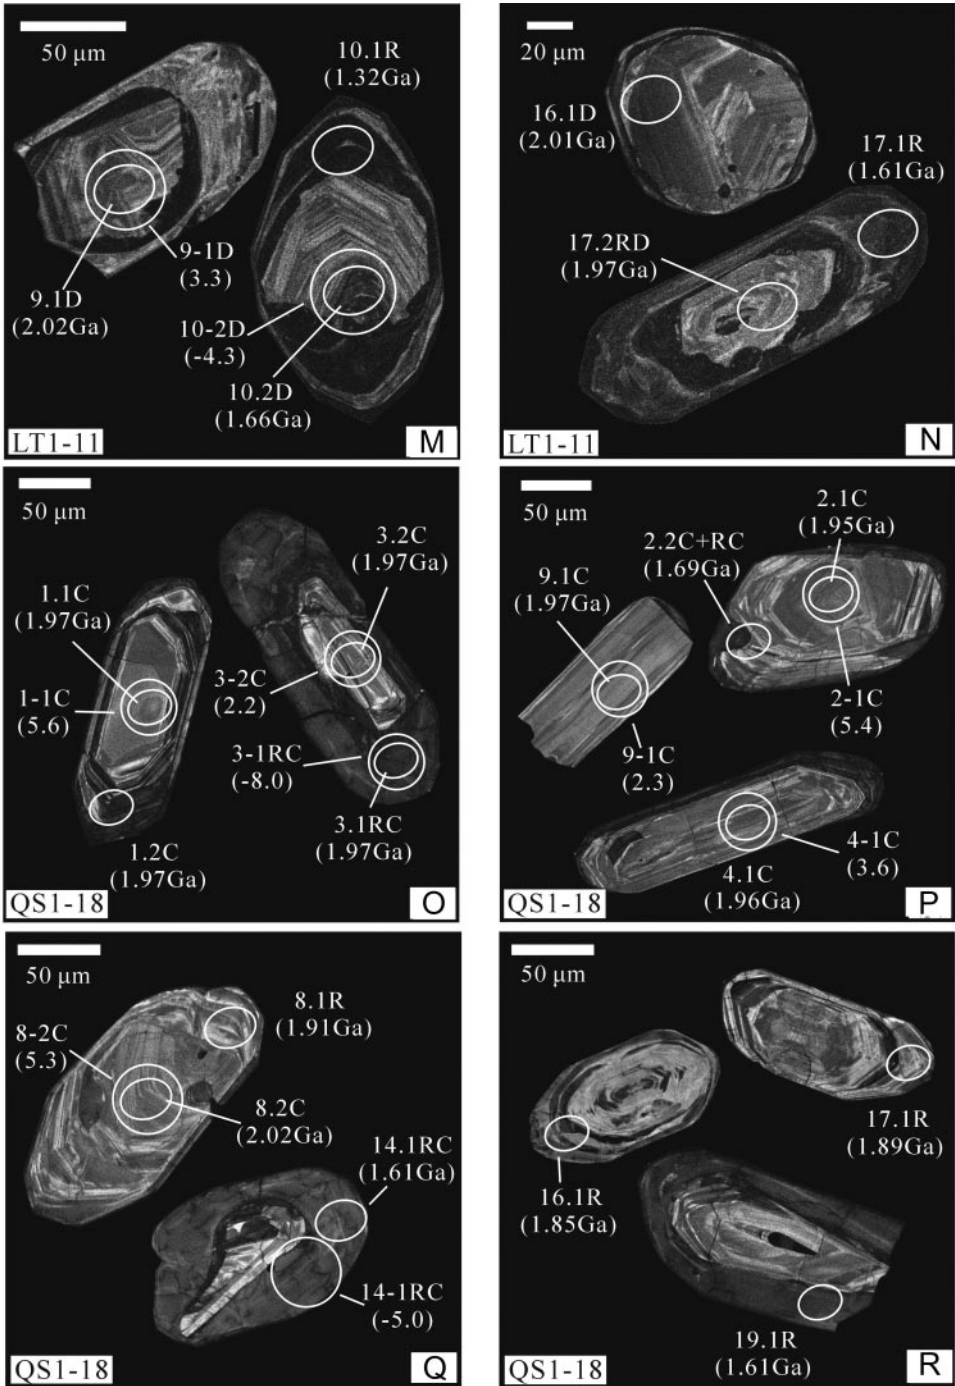 50 μm
10.1R
(1.32Ga)
9-1D
(3.3)
9.1D
(2.02Ga)
10-2D
(-4.3)
10.2D
(1.66Ga)
LT1-11
M
20 μm
16.1D
(2.01Ga)
17.1R
(1.61Ga)
17.2RD
(1.97Ga)
LT1-11
N
50 μm
3.2C
(1.97Ga)
1.1C
(1.97Ga)
1-1C
(5.6)
3-2C
(2.2)
3-1RC
(-8.0)
3.1RC
(1.97Ga)
1.2C
(1.97Ga)
QS1-18
O
50 μm
2.1C
(1.95Ga)
2.2C+RC
(1.69Ga)
9.1C
(1.97Ga)
2-1C
(5.4)
9-1C
(2.3)
4-1C
(3.6)
4.1C
(1.96Ga)
QS1-18
P
50 μm
8.1R
(1.91Ga)
8-2C
(5.3)
8.2C
(2.02Ga)
14.1RC
(1.61Ga)
14-1RC
(-5.0)
QS1-18
Q
50 μm
17.1R
(1.89Ga)
16.1R
(1.85Ga)
19.1R
(1.61Ga)
QS1-18
R